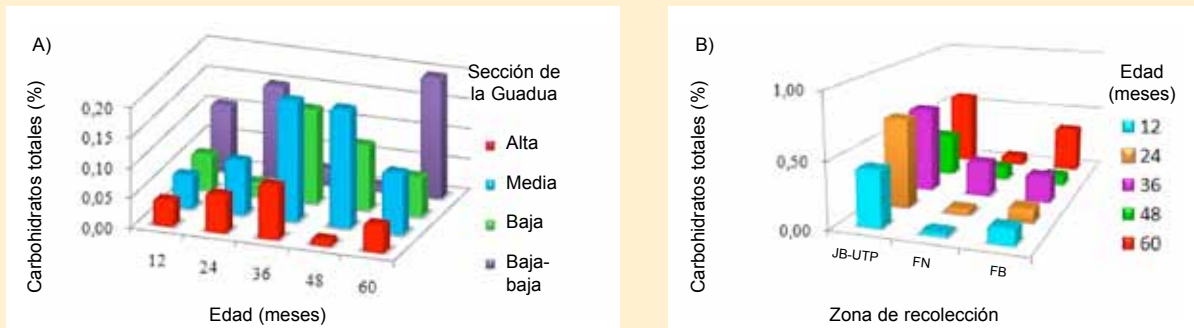 A)
Carbohidratos totales (%)
0,20
0,15
0,10
0,05
0,00
12
24
36
48
60
Edad (meses)
Sección de
la Guadua
Alta
Media
Baja
Baja-
baja
B)
Carbohidratos totales (%)
1,00
0,50
0,00
JB-UTP
FN
FB
Zona de recolección
Edad
(meses)
12
24
36
48
60